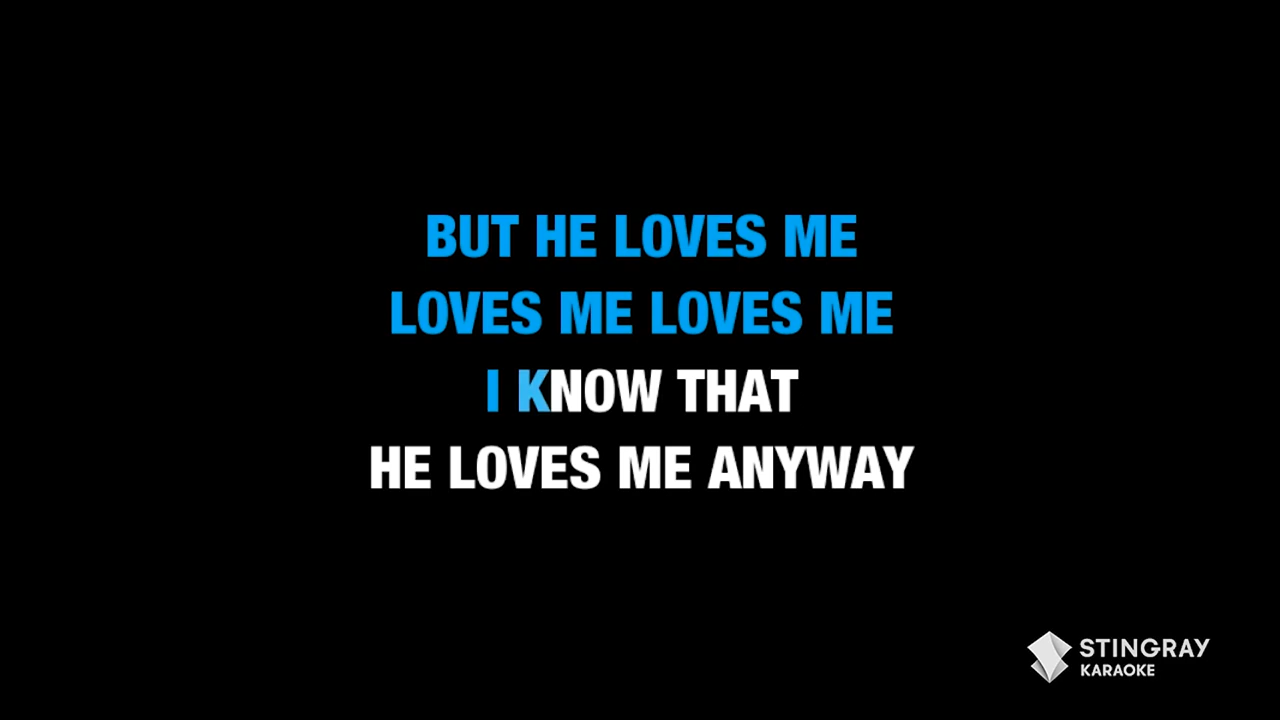 BUT HE LOVES ME
LOVES ME LOVES ME
I KNOW THAT
HE LOVES ME ANYWAY
STINGRAY
KARAOKE